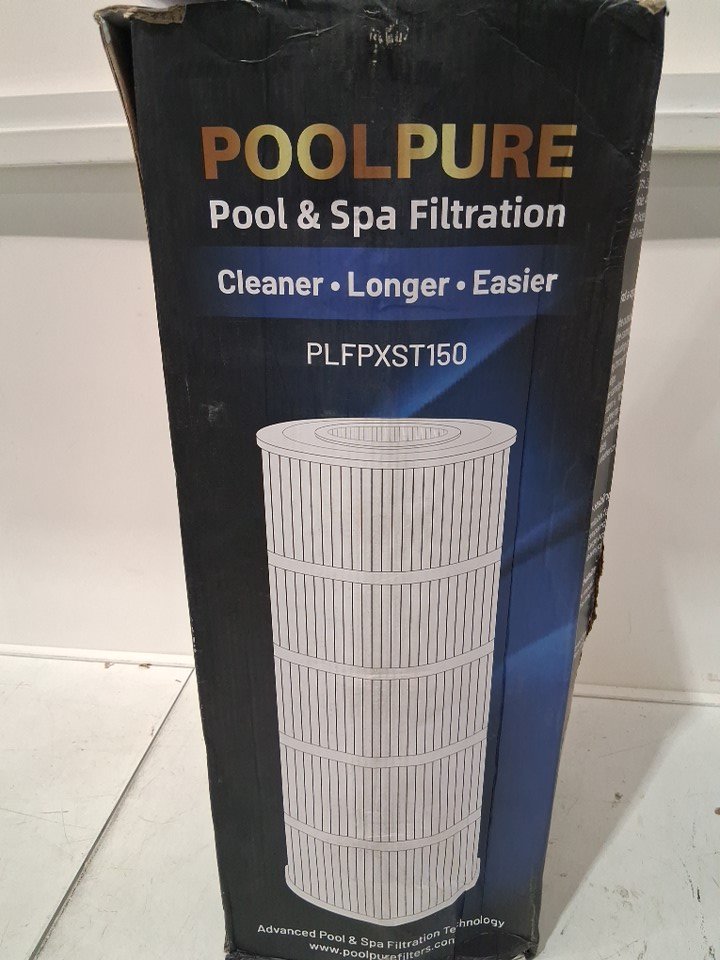 POOLPURE
Pool & Spa Filtration
Cleaner • Longer • Easier
PLFPXST150
Advanced Pool & Spa Filtration Technology
www.poolpurefilters.com